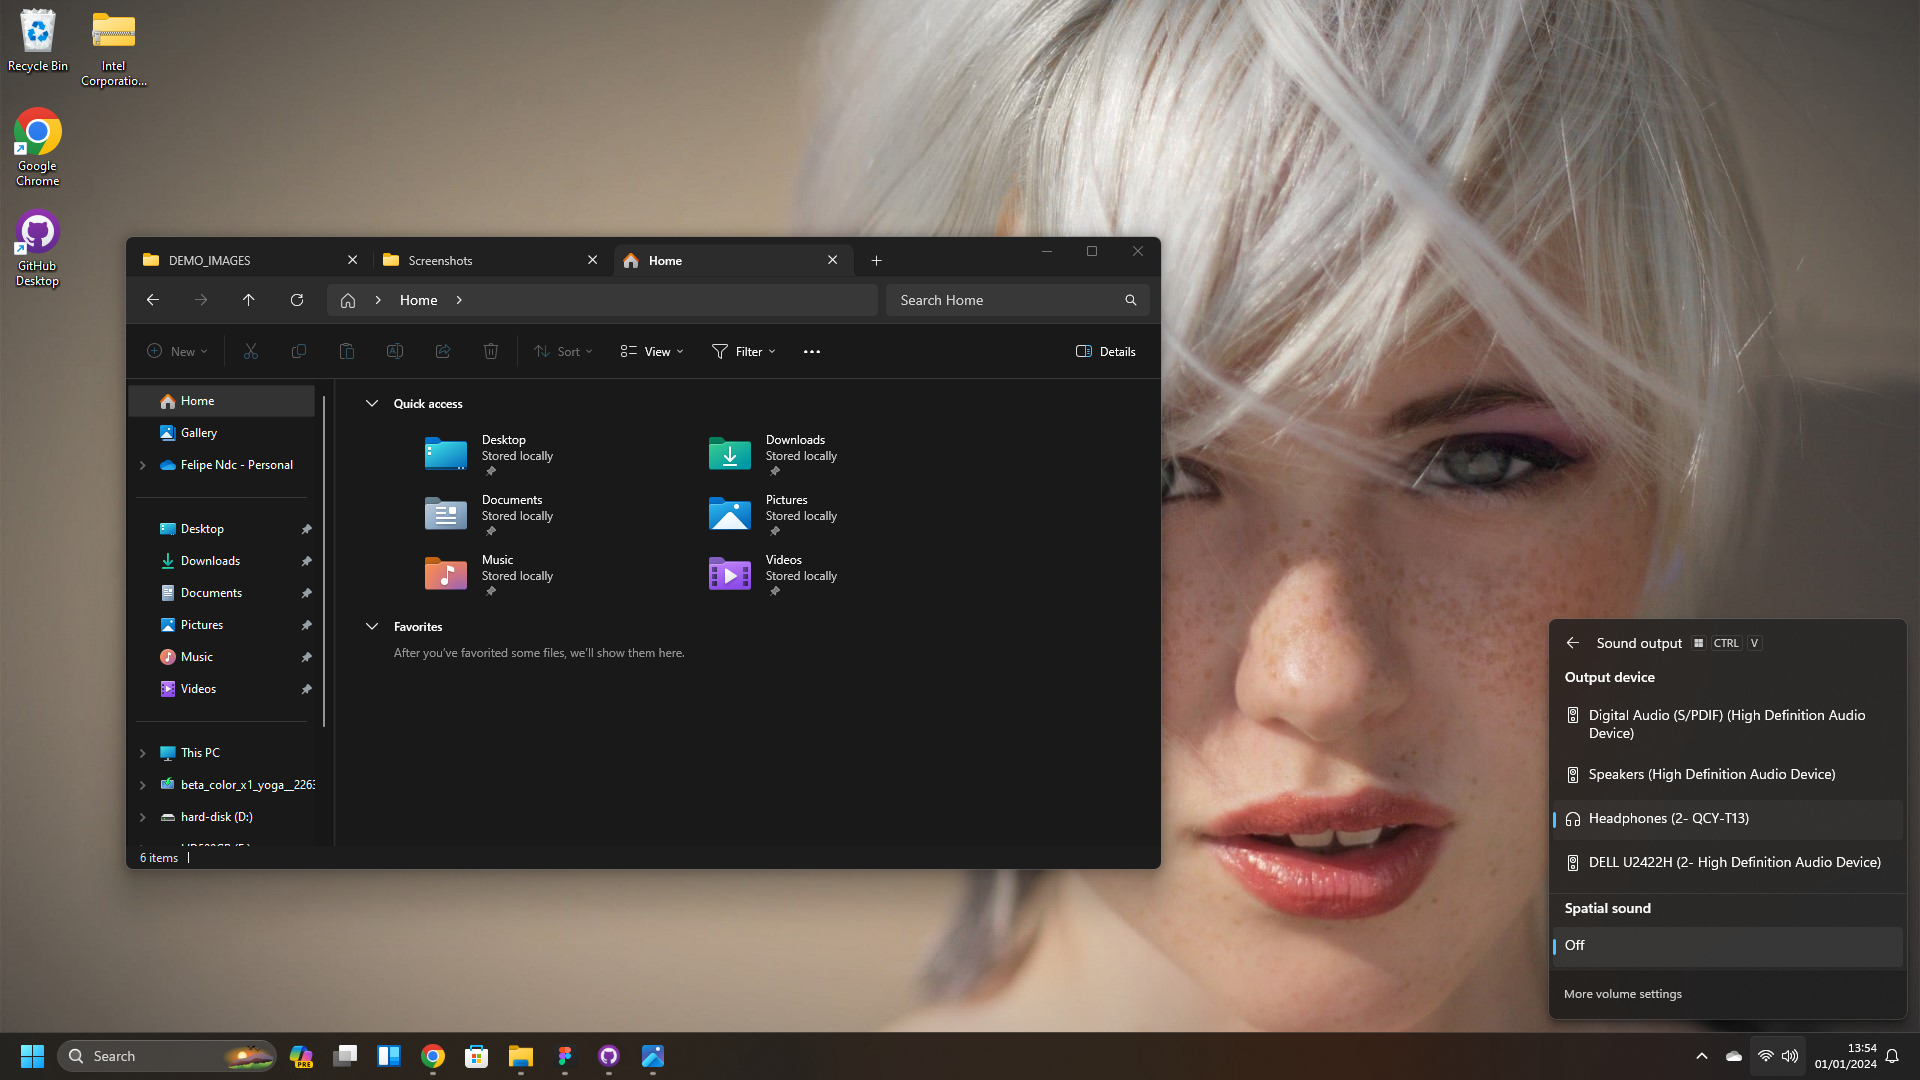 Recycle Bin
Intel
Corporatio...
Google
Chrome
GitHub
Desktop
DEMO_IMAGES
Screenshots
Home
Home
Search Home
New
Sort
View
Filter
Details
Home
Gallery
Felipe Ndc - Personal
Desktop
Downloads
Documents
Pictures
Music
Videos
This PC
beta_color_x1_yoga__2263
hard-disk (D:)
6 items
Quick access
Desktop
Stored locally
Downloads
Stored locally
Documents
Stored locally
Pictures
Stored locally
Music
Stored locally
Videos
Stored locally
Favorites
After you've favorited some files, we'll show them here.
Sound output CTRL V
Output device
Digital Audio (S/PDIF) (High Definition Audio
Device)
Speakers (High Definition Audio Device)
Headphones (2- QCY-T13)
DELL U2422H (2- High Definition Audio Device)
Spatial sound
Off
More volume settings
Search
PRE
13:54
01/01/2024